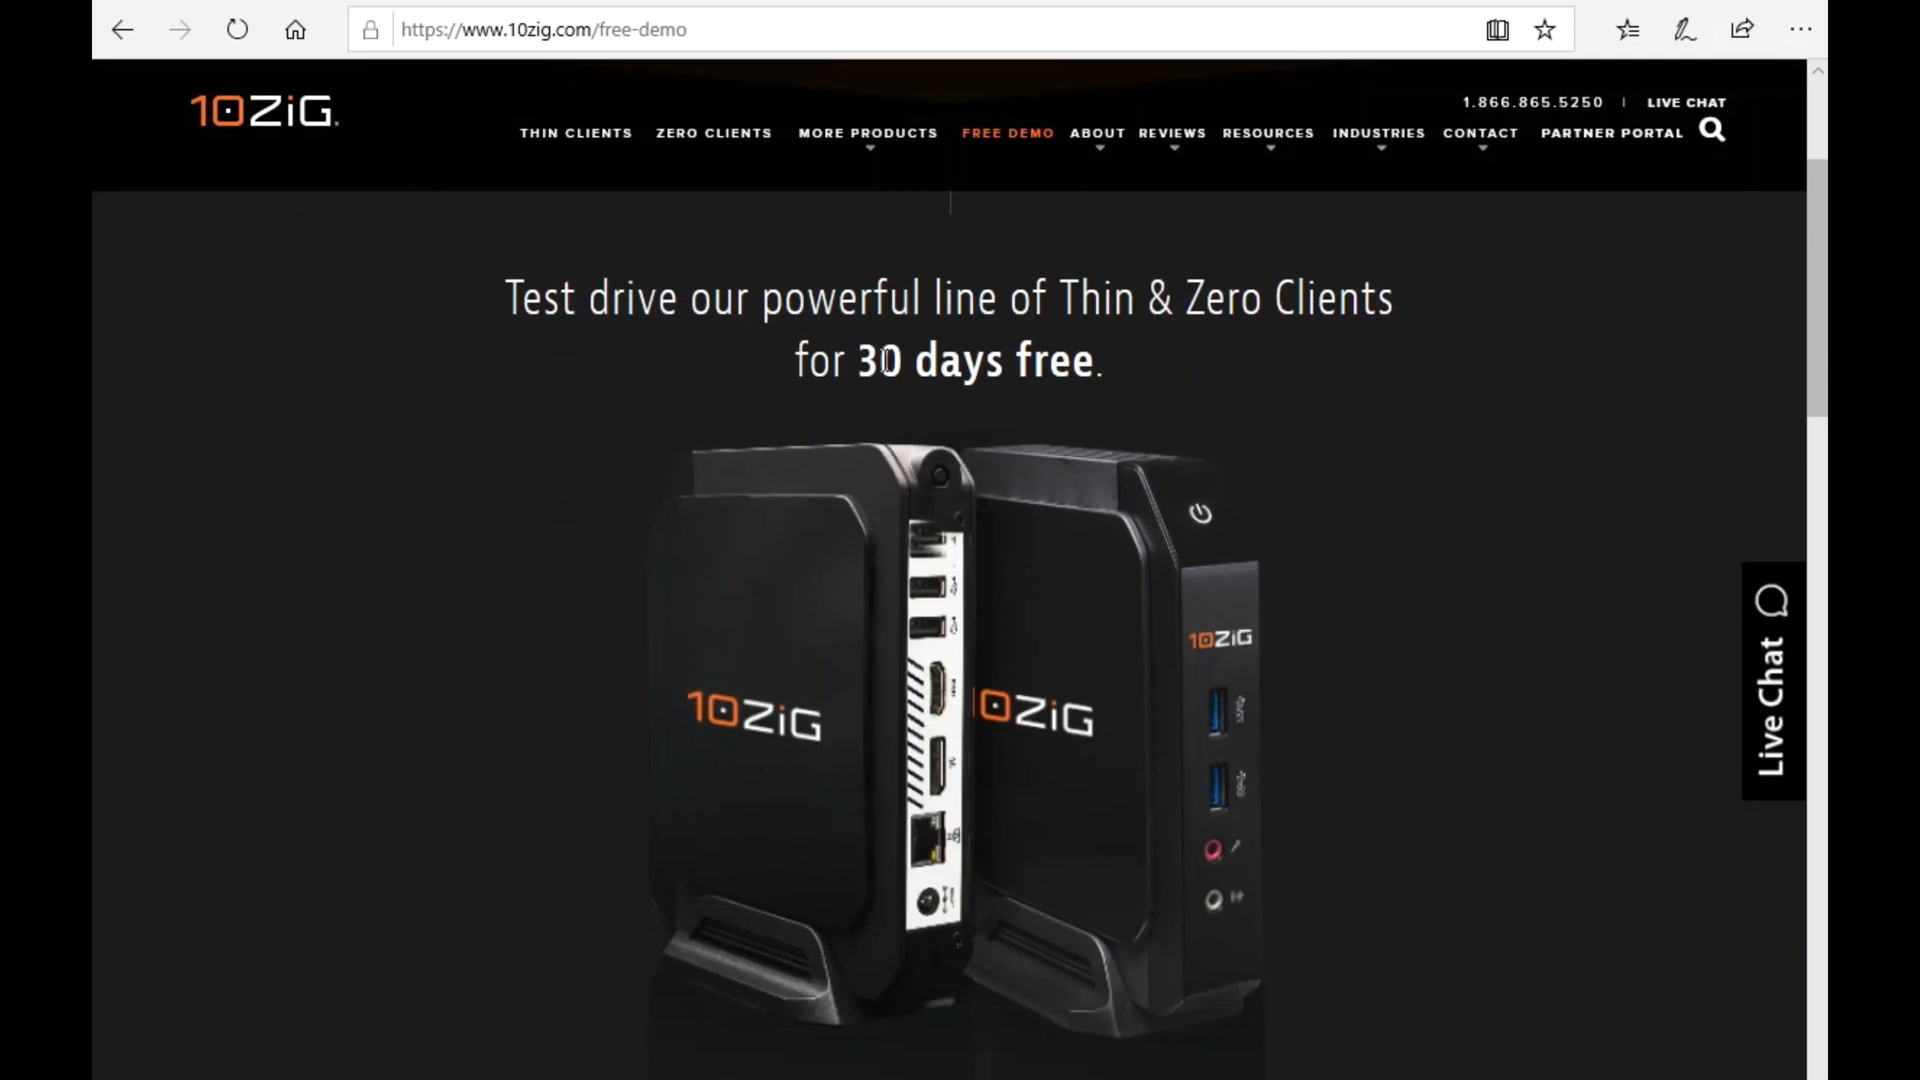 https://www.10zig.com/free-demo
10ZiG.
1.866.865.5250 | LIVE CHAT
THIN CLIENTS ZERO CLIENTS MORE PRODUCTS FREE DEMO ABOUT REVIEWS RESOURCES INDUSTRIES CONTACT PARTNER PORTAL
Test drive our powerful line of Thin & Zero Clients
for 30 days free.
10ZiG
10ZiG
10ZiG
Live Chat